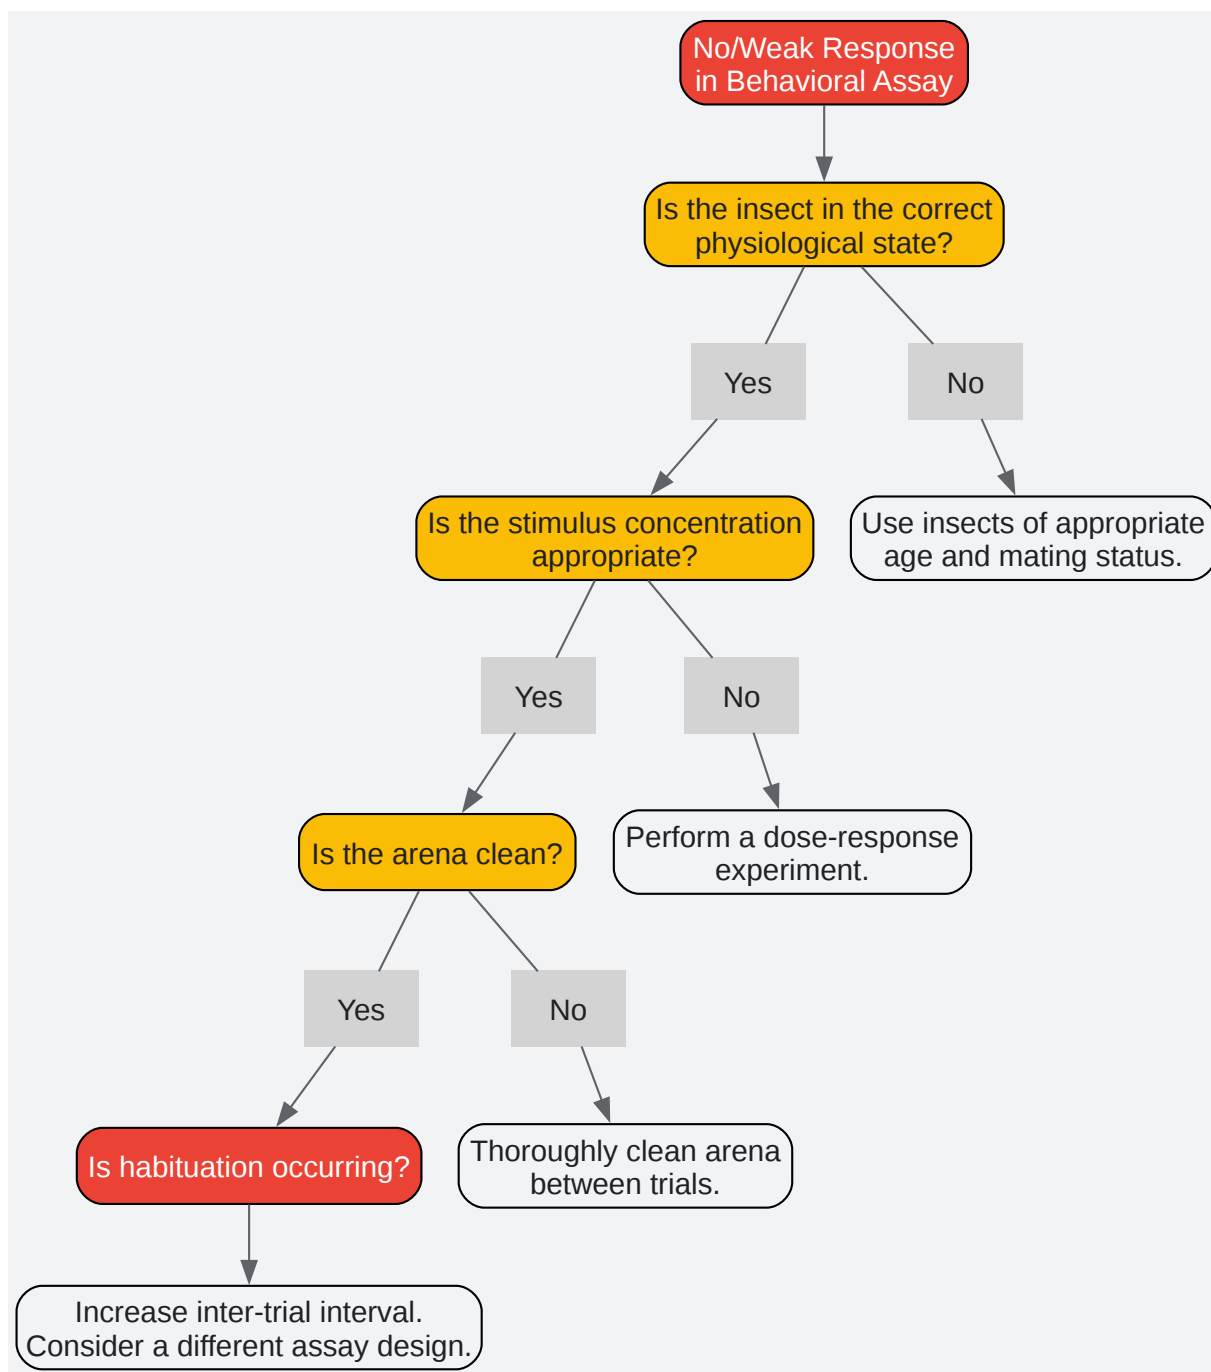 No/Weak Response
in Behavioral Assay
Is the insect in the correct
physiological state?
Yes
No
Is the stimulus concentration
appropriate?
Use insects of appropriate
age and mating status.
Yes
No
Is the arena clean?
Perform a dose-response
experiment.
Yes
No
Is habituation occurring?
Thoroughly clean arena
between trials.
Increase inter-trial interval.
Consider a different assay design.